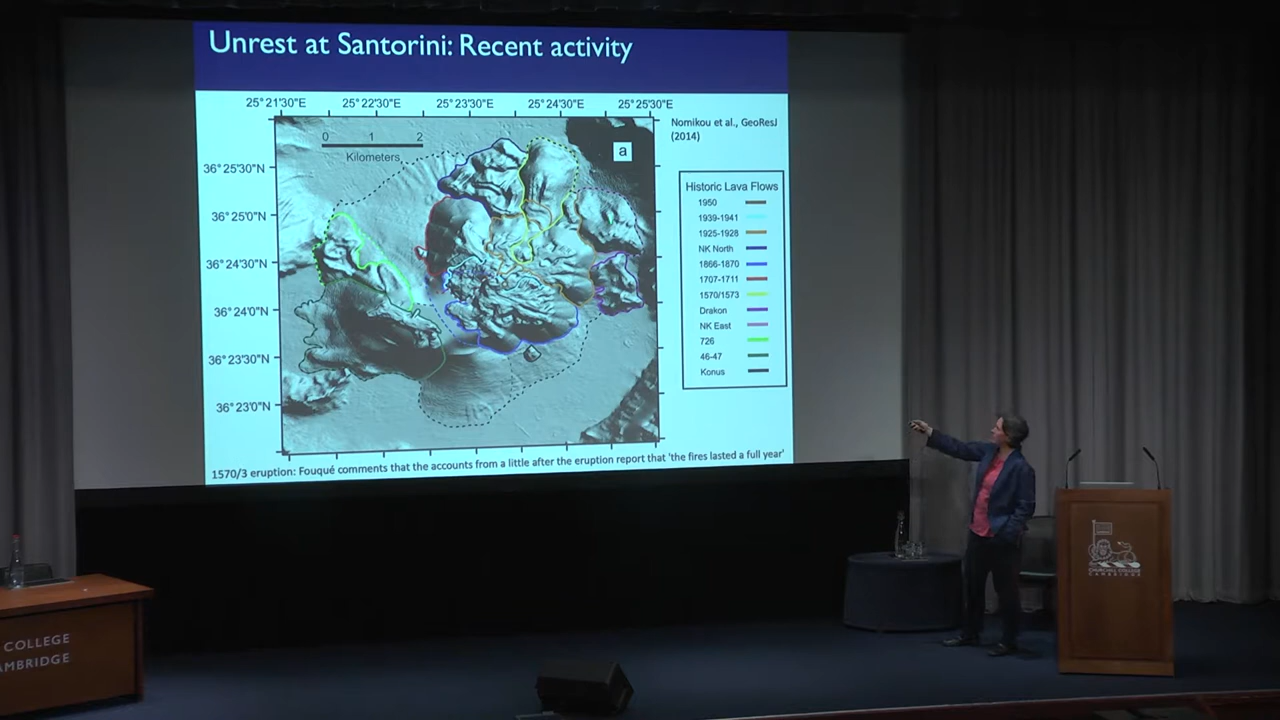 Unrest at Santorini: Recent activity
25°21'30"E 25°22'30"E 25°23'30"E 25°24'30"E 25°25'30"E
Nomikou et al., GeoResJ
(2014)
0 1 2
Kilometers
a
36°25'30"N
36°25'0"N
36°24'30"N
36°24'0"N
36°23'30"N
36°23'0"N
Historic Lava Flows
1950
1939-1941
1925-1928
NK North
1866-1870
1707-1711
1570/1573
Drakon
NK East
726
46-47
Konus
1570/3 eruption: Fouqué comments that the accounts from a little after the eruption report that 'the fires lasted a full year'
CHURCHILL COLLEGE
CAMBRIDGE
COLLEGE
AMBRIDGE